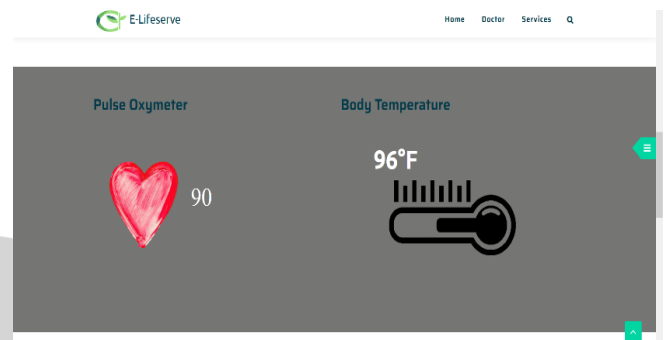 E-Lifeserve
Home Doctor Services
Pulse Oxymeter
Body Temperature
90
96°F